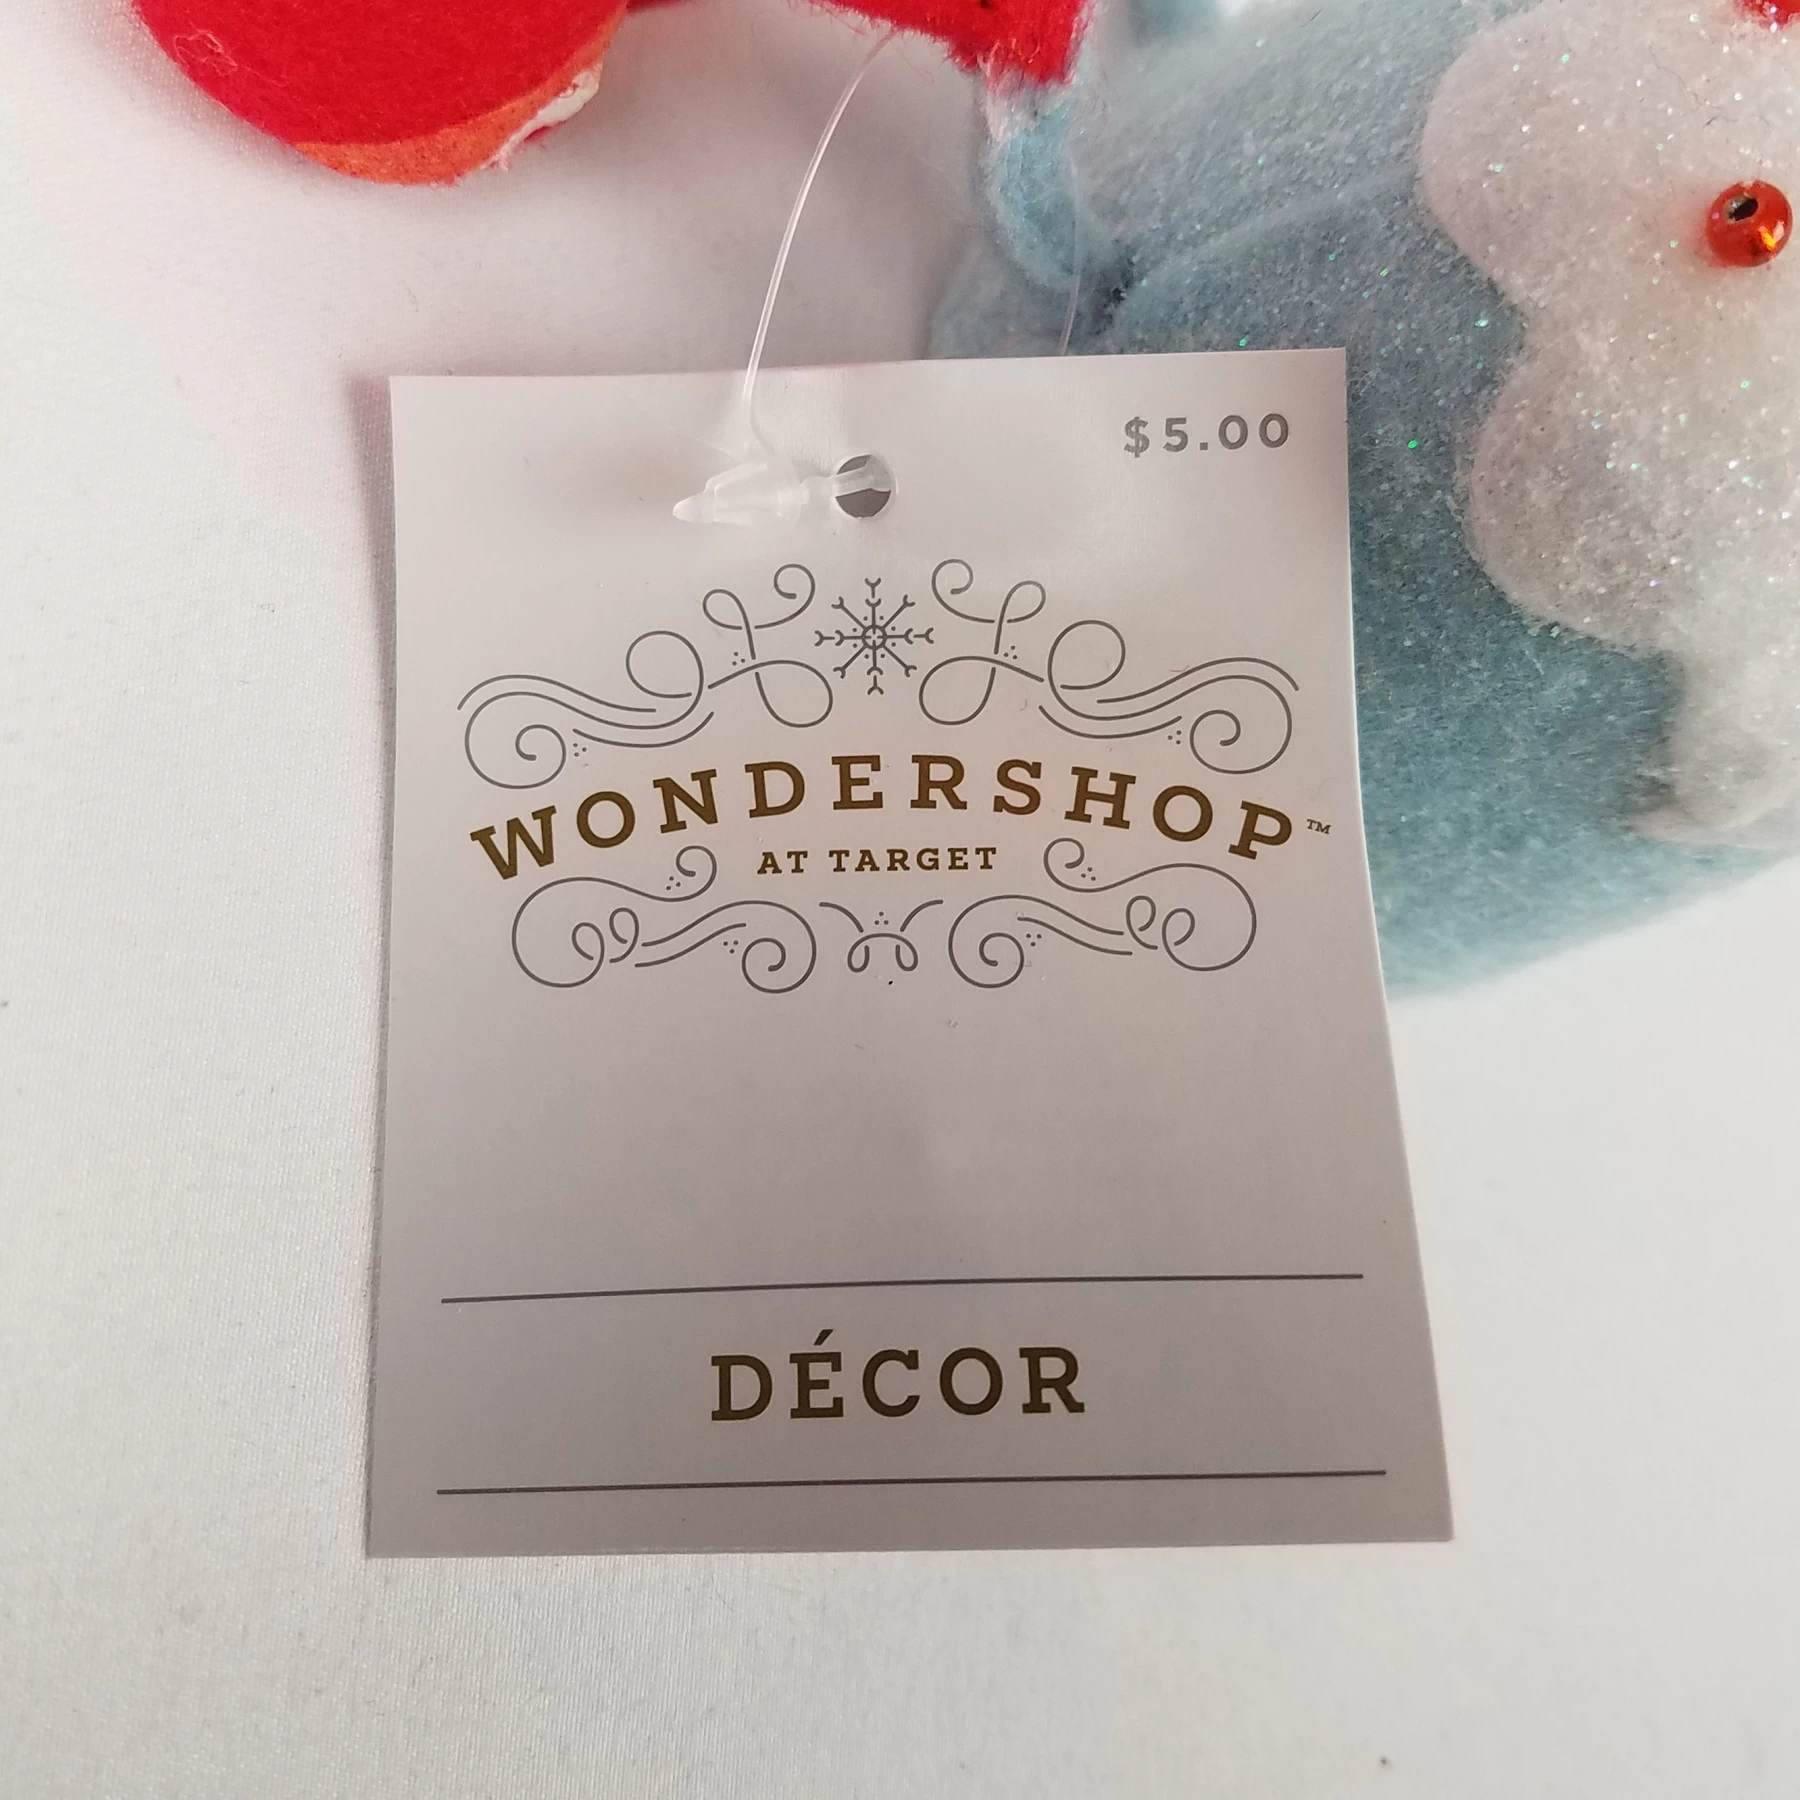 $5.00
WONDERSHOP™
AT TARGET
DÉCOR